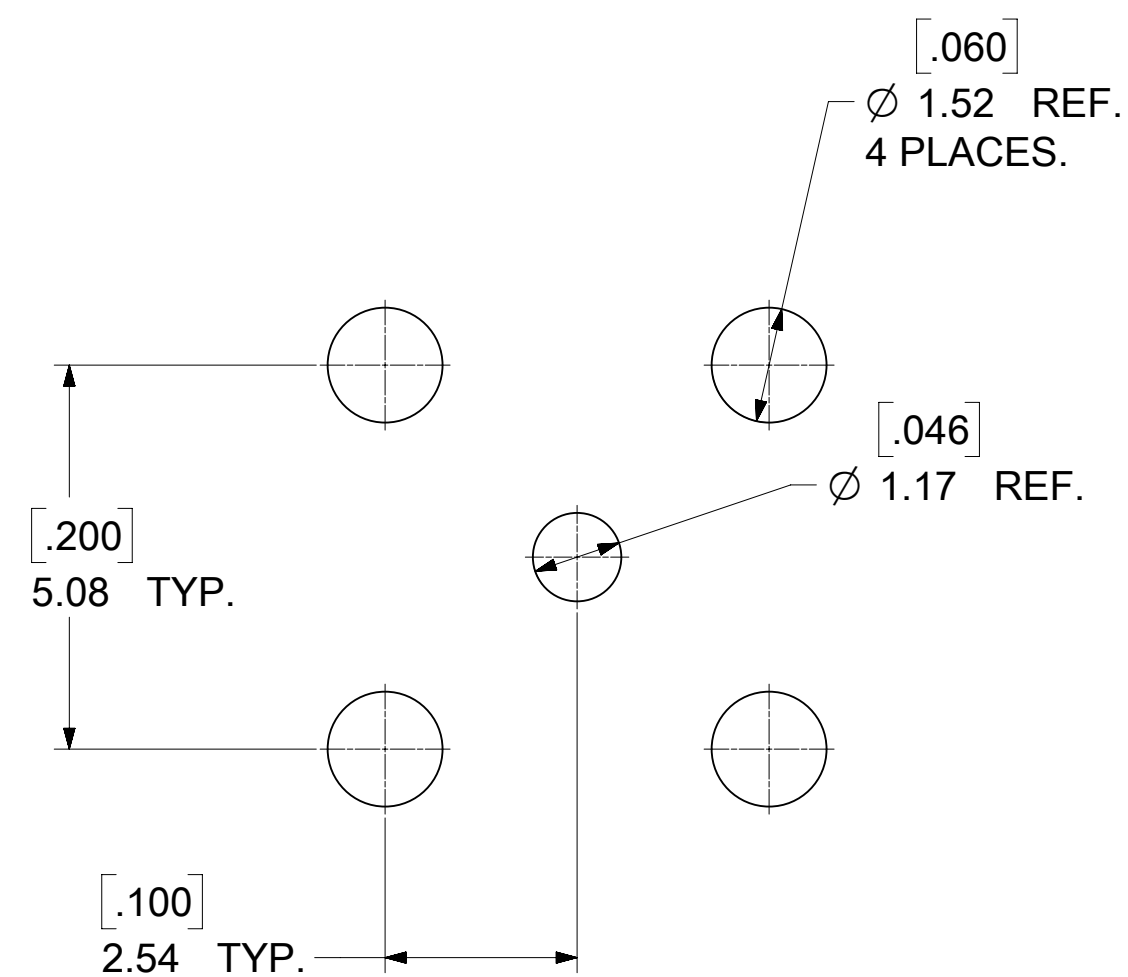 [.060]
Ø 1.52 REF.
4 PLACES.
[.046]
Ø 1.17 REF.
[.200]
5.08 TYP.
[.100]
2.54 TYP.